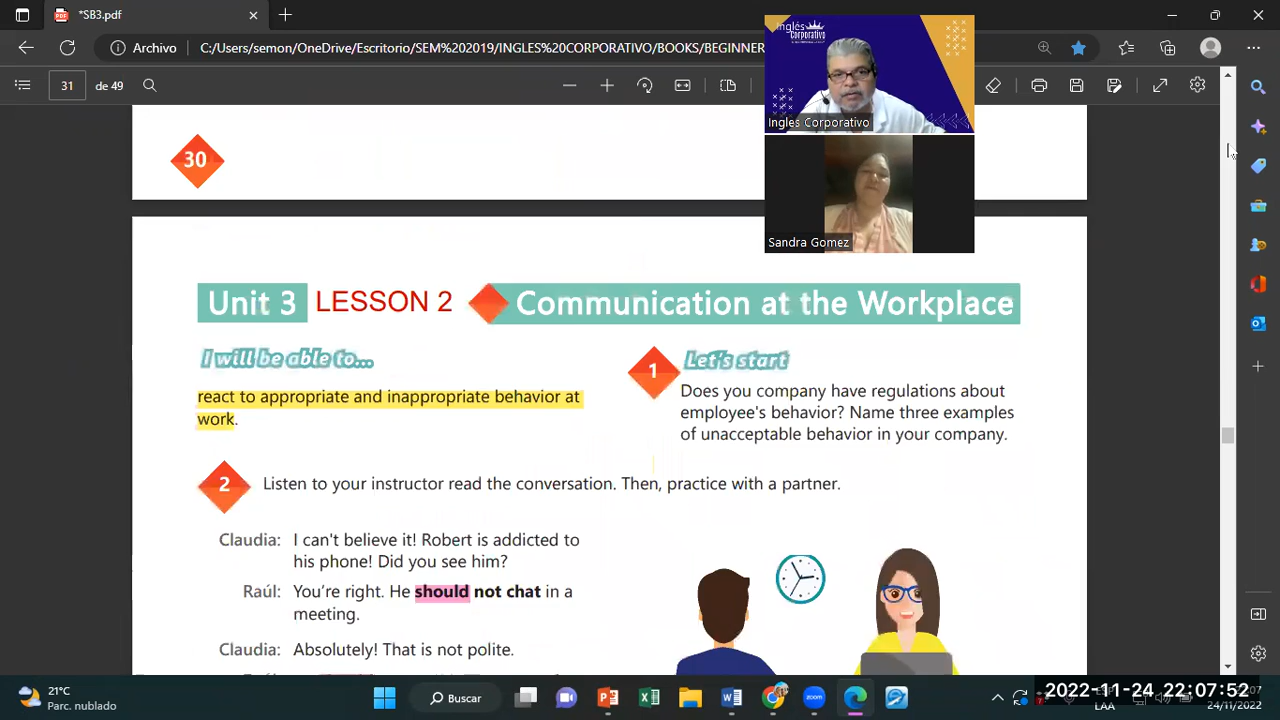 *SB3.pdf
Archivo
C:/Users/semon/OneDrive/Escritorio/SEM%202019/INGLES%20CORPORATIVO/BOOKS/BEGINNER
31 de 49
Inglés
Corporativo
Ingles Corporativo
Sandra Gomez
30
Unit 3 LESSON 2 Communication at the Workplace
I will be able to...
react to appropriate and inappropriate behavior at
work.
1 Let's start
Does you company have regulations about
employee's behavior? Name three examples
of unacceptable behavior in your company.
2 Listen to your instructor read the conversation. Then, practice with a partner.
Claudia: I can't believe it! Robert is addicted to
his phone! Did you see him?
Raúl: You're right. He should not chat in a
meeting.
Claudia: Absolutely! That is not polite.
21°C
Parc. nublado
Buscar
zoom
LAA
2022-11-24 22:07:52
24/11/2022